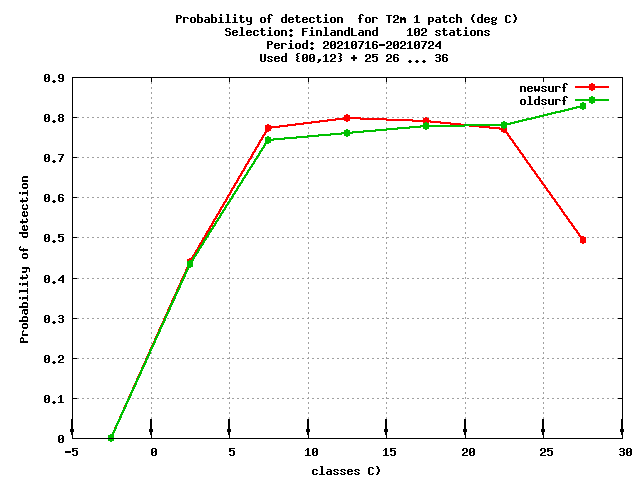 Probability of detection  for T2m 1 patch (deg C)
Selection: FinlandLand    102 stations
Period: 20210716-20210724
Used {00,12} + 25 26 ... 36
newsurf
oldsurf
Probability of detection
0.9
0.8
0.7
0.6
0.5
0.4
0.3
0.2
0.1
0
-5 0 5 10 15 20 25 30
classes C)